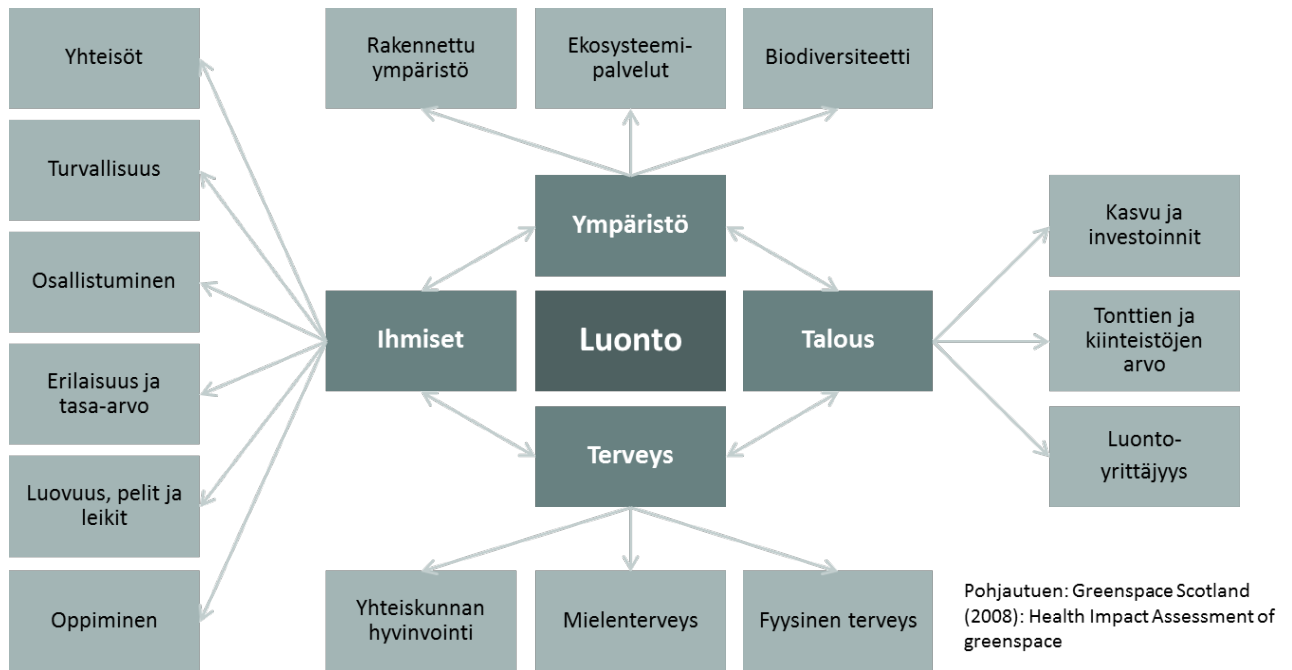 Yhteisöt
Turvallisuus
Osallistuminen
Erilaisuus ja
tasa-arvo
Luovuus, pelit ja
leikit
Oppiminen
Rakennettu
ympäristö
Ekosysteemi-
palvelut
Biodiversiteetti
Ympäristö
Ihmiset
Luonto
Talous
Terveys
Kasvu ja
investoinnit
Tonttien ja
kiinteistöjen
arvo
Luonto-
yrittäjyys
Yhteiskunnan
hyvinvointi
Mielenterveys
Fyysinen terveys
Pohjautuen: Greenspace Scotland
(2008): Health Impact Assessment of
greenspace